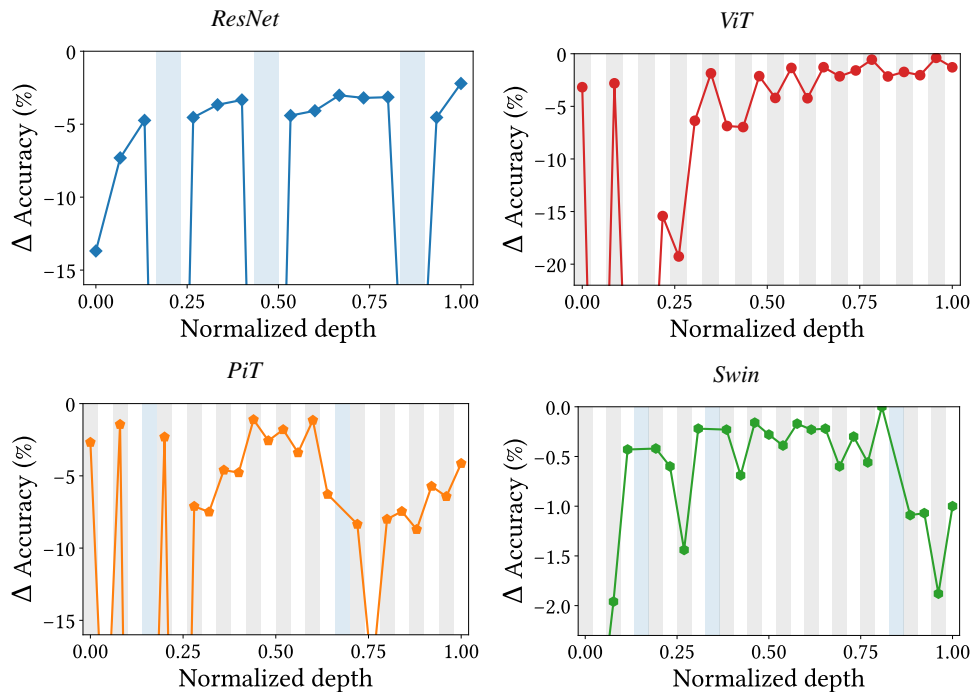 ResNet
0
−5
−10
−15
Δ Accuracy (%)
0.00 0.25 0.50 0.75 1.00
Normalized depth
ViT
0
−5
−10
−15
−20
Δ Accuracy (%)
0.00 0.25 0.50 0.75 1.00
Normalized depth
PiT
0
−5
−10
−15
Δ Accuracy (%)
0.00 0.25 0.50 0.75 1.00
Normalized depth
Swin
0.0
−0.5
−1.0
−1.5
−2.0
Δ Accuracy (%)
0.00 0.25 0.50 0.75 1.00
Normalized depth